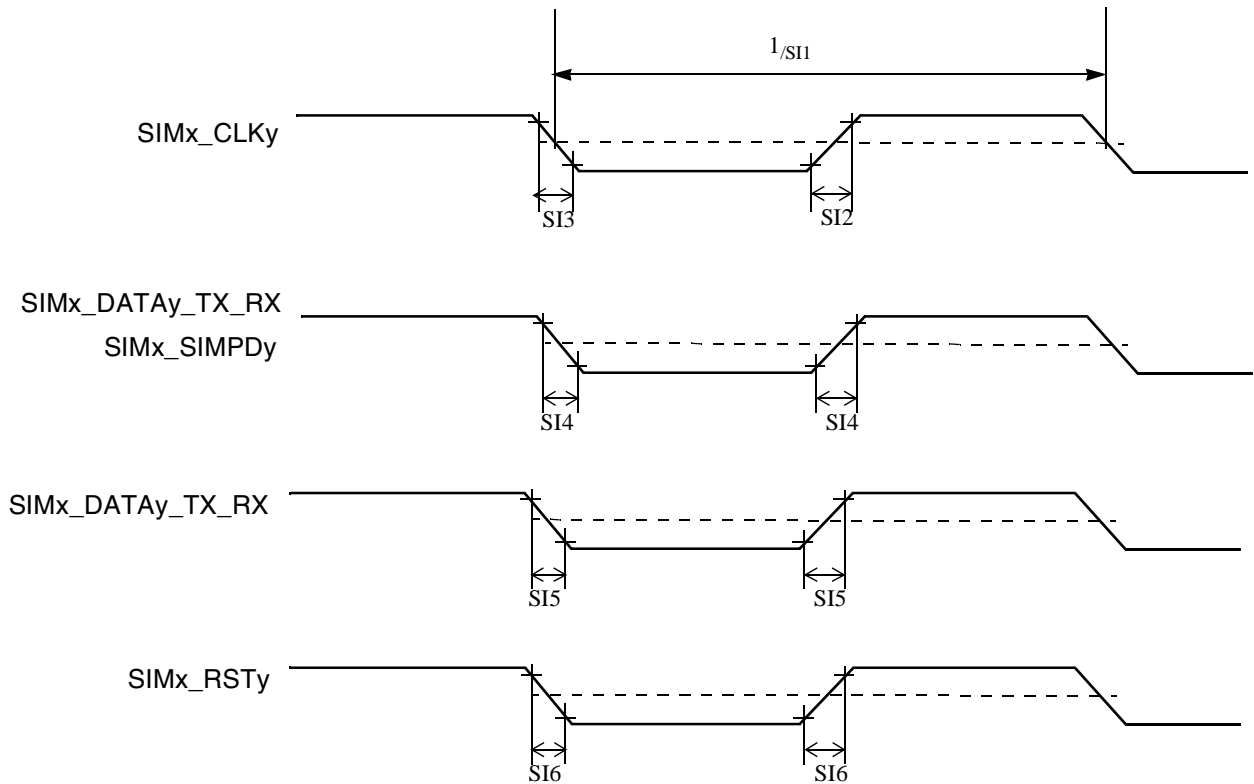 1/SI1
SIMx_CLKy
SI3
SI2
SIMx_DATAy_TX_RX
SIMx_SIMPDy
SI4
SI4
SIMx_DATAy_TX_RX
SI5
SI5
SIMx_RSTy
SI6
SI6